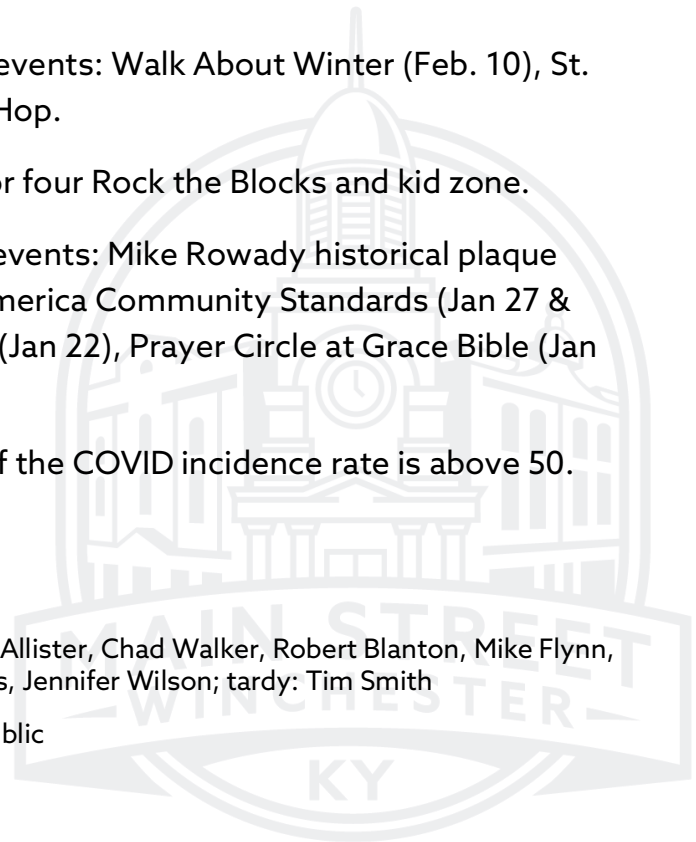 events: Walk About Winter (Feb. 10), St.
Hop.
or four Rock the Blocks and kid zone.
events: Mike Rowady historical plaque
merica Community Standards (Jan 27 &
(Jan 22), Prayer Circle at Grace Bible (Jan
f the COVID incidence rate is above 50.
Allister, Chad Walker, Robert Blanton, Mike Flynn,
s, Jennifer Wilson; tardy: Tim Smith
blic
MAIN STREET
WINCHESTER
KY